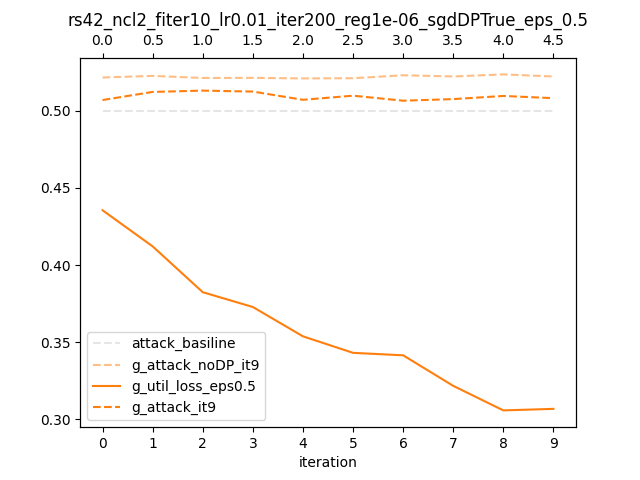 rs42_ncl2_fiter10_lr0.01_iter200_reg1e-06_sgdDPTrue_eps_0.5
0.0 0.5 1.0 1.5 2.0 2.5 3.0 3.5 4.0 4.5
0.50
0.45
0.40
0.35
0.30
attack_basiline
g_attack_noDP_it9
g_util_loss_eps0.5
g_attack_it9
0 1 2 3 4 5 6 7 8 9
iteration